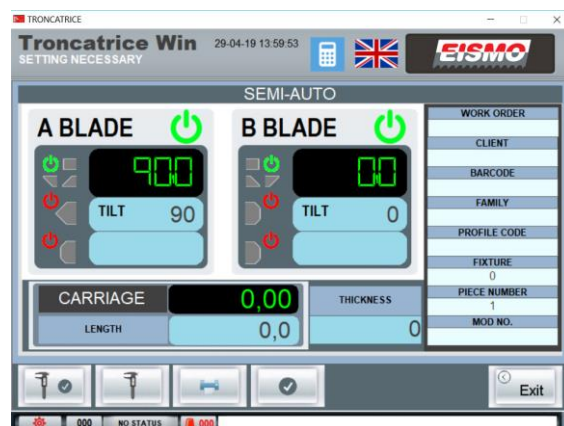 TRONCATRICE
Troncatrice Win 29-04-19 13:59:53
SETTING NECESSARY
EISMO
SEMI-AUTO
A BLADE
90.0
TILT 90
B BLADE
0.0
TILT 0
CARRIAGE 0,00
LENGTH 0,0
THICKNESS
0
WORK ORDER
CLIENT
BARCODE
FAMILY
PROFILE CODE
FIXTURE
0
PIECE NUMBER
1
MOD NO.
Exit
000 NO STATUS 000